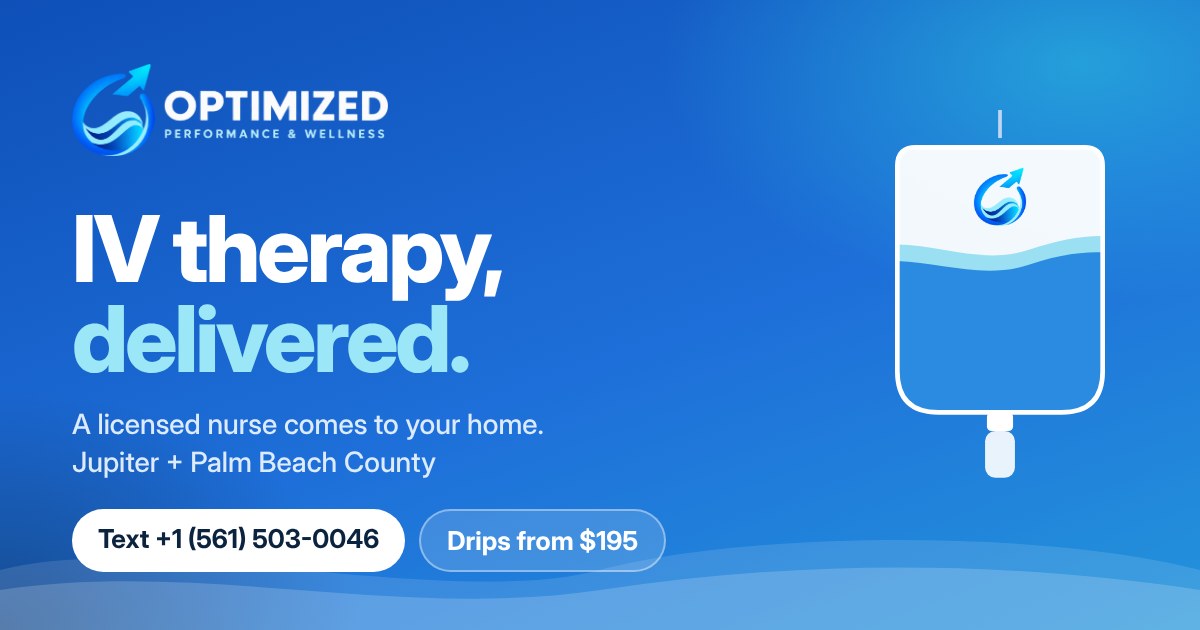 OPTIMIZED
PERFORMANCE & WELLNESS
IV therapy,
delivered.
A licensed nurse comes to your home.
Jupiter + Palm Beach County
Text +1 (561) 503-0046
Drips from $195